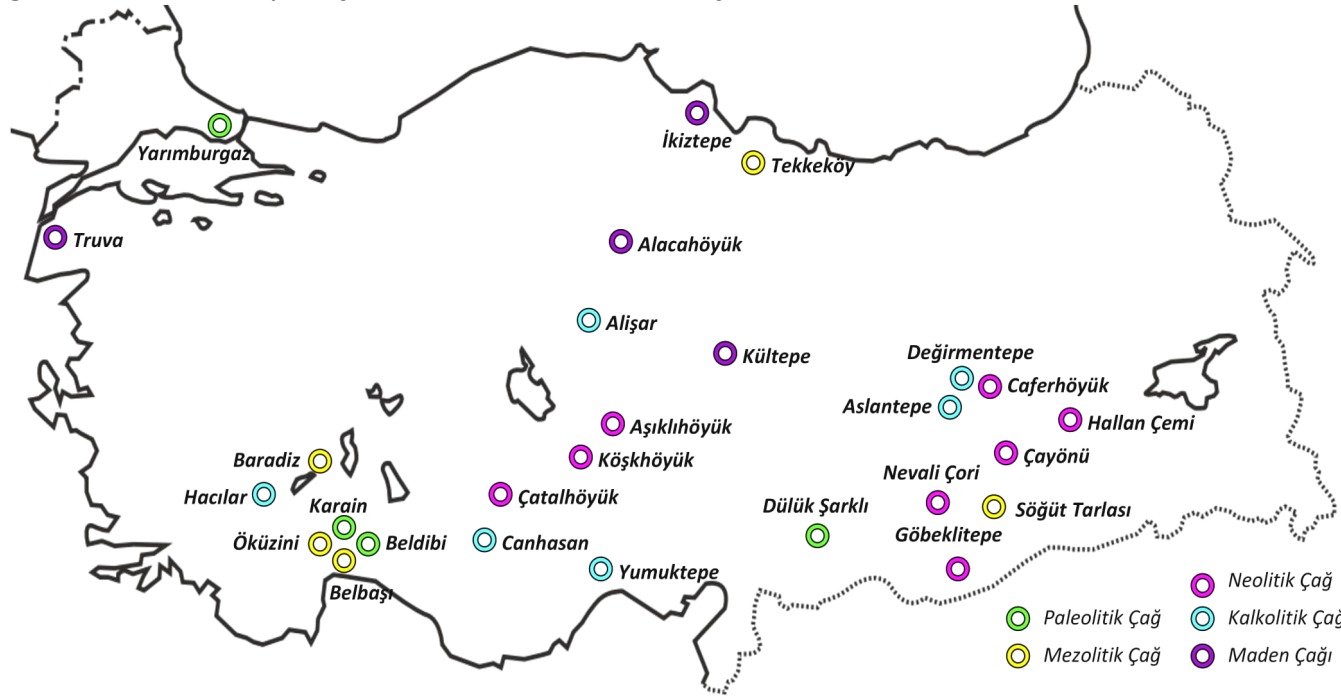 Yarımburgaz
İkiztepe
Tekkeköy
Truva
Alacahöyük
Alişar
Kültepe
Değirmentepe
Caferhöyük
Aslantepe
Hallan Çemi
Aşıklıhöyük
Köşkhöyük
Çayönü
Baradiz
Nevali Çori
Hacılar
Çatalhöyük
Karain
Dülük Şarklı
Söğüt Tarlası
Öküzini
Beldibi
Canhasan
Göbeklitepe
Yumuktepe
Belbaşı
Neolitik Çağ
Paleolitik Çağ
Kalkolitik Çağ
Mezolitik Çağ
Maden Çağı